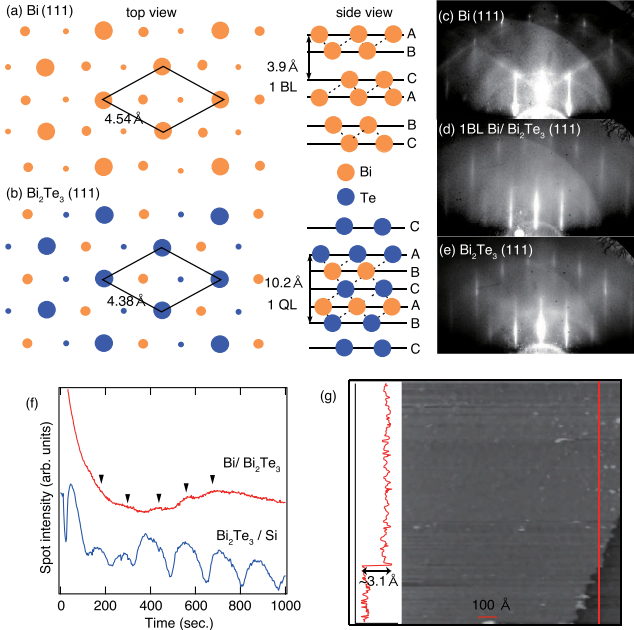 (a) Bi (111)
top view
side view
4.54 Å
A
B
3.9 Å
1 BL
C
A
B
C
Bi
Te
(b) Bi₂Te₃ (111)
4.38 Å
C
A
B
10.2 Å
C
1 QL
A
B
C
(c) Bi (111)
(d) 1BL Bi/ Bi₂Te₃ (111)
(e) Bi₂Te₃ (111)
(f)
Spot intensity (arb. units)
Bi/ Bi₂Te₃
Bi₂Te₃ / Si
0 200 400 600 800 1000
Time (sec.)
(g)
~3.1 Å
100 Å